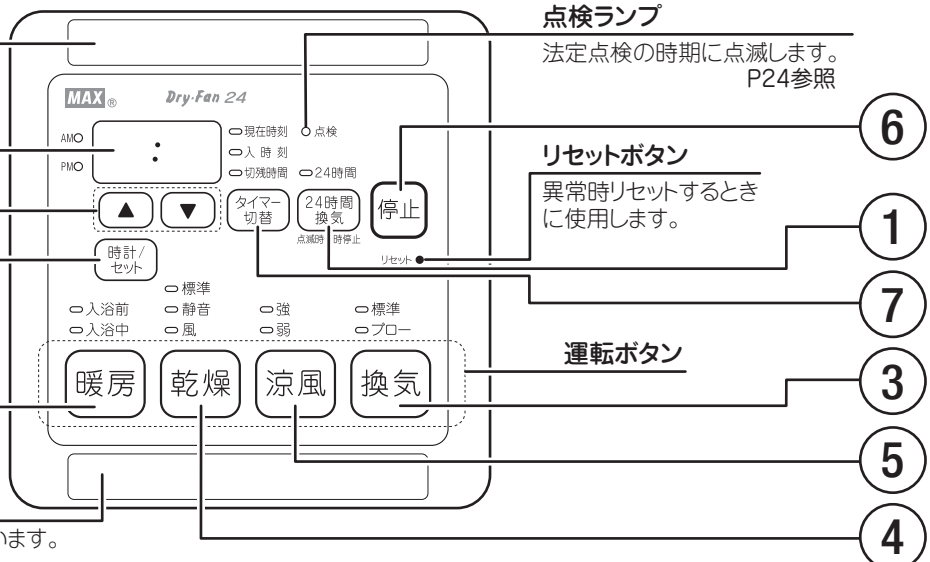 点検ランプ
法定点検の時期に点滅します。
P24参照
MAX® Dry·Fan 24
AM
PM
:
現在時刻 点検
入時刻
切残時間 24時間
▲ ▼
タイマー
切替
24時間
換気
停止
点滅時 時停止
リセット
時計/
セット
リセットボタン
異常時リセットするとき
に使用します。
標準
入浴前 静音 強 標準
入浴中 風 弱 ブロー
暖房 乾燥 涼風 換気
運転ボタン
6
1
7
3
5
4
います。